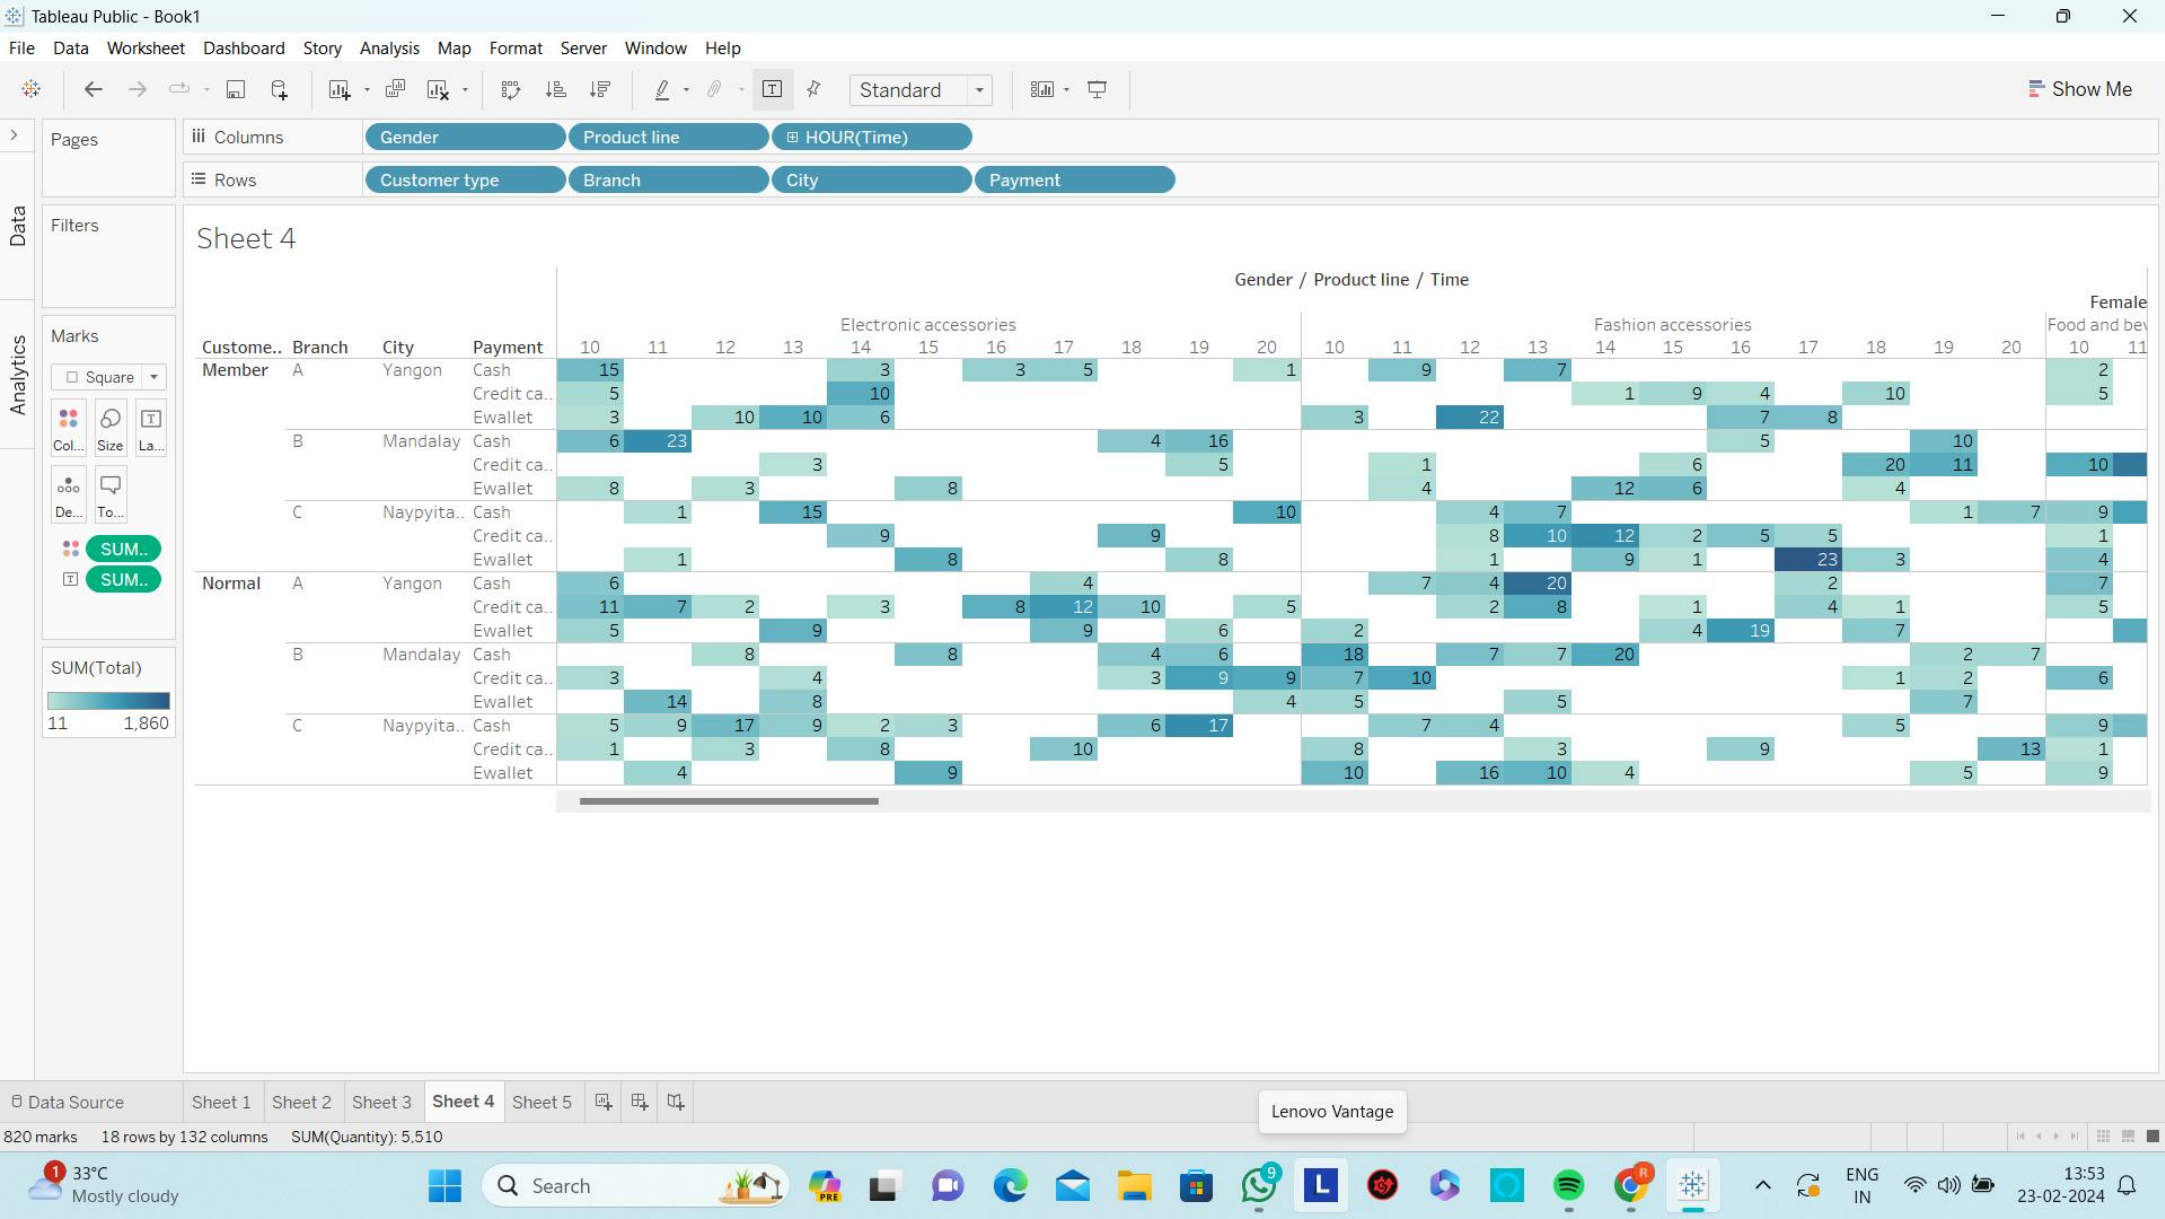 Tableau Public - Book1
File Data Worksheet Dashboard Story Analysis Map Format Server Window Help
Standard Show Me
Pages
iii Columns Gender Product line HOUR(Time)
Rows Customer type Branch City Payment
Data
Analytics
Filters
Marks
Square
Col... Size La...
De... To...
SUM..
SUM..
SUM(Total)
11 1,860
Sheet 4
Gender / Product line / Time
Female
Electronic accessories Fashion accessories Food and bev
Custome.. Branch City Payment 10 11 12 13 14 15 16 17 18 19 20 10 11 12 13 14 15 16 17 18 19 20 10 11
Member A Yangon Cash 15 3 3 5 1 9 7 2
Credit ca.. 5 10 1 9 4 10 5
Ewallet 3 10 10 6 3 22 7 8
B Mandalay Cash 6 23 4 16 5 10
Credit ca.. 3 5 1 6 20 11 10
Ewallet 8 3 8 4 12 6 4
C Naypyita.. Cash 1 15 10 4 7 1 7 9
Credit ca.. 9 9 8 10 12 2 5 5 1
Ewallet 1 8 8 1 9 1 23 3 4
Normal A Yangon Cash 6 4 7 4 20 2 7
Credit ca.. 11 7 2 3 8 12 10 5 2 8 1 4 1 5
Ewallet 5 9 9 6 2 4 19 7
B Mandalay Cash 8 8 4 6 18 7 7 20 2 7
Credit ca.. 3 4 3 9 9 7 10 1 2 6
Ewallet 14 8 4 5 5 7
C Naypyita.. Cash 5 9 17 9 2 3 6 17 7 4 5 9
Credit ca.. 1 3 8 10 8 3 9 13 1
Ewallet 4 9 10 16 10 4 5 9
Data Source Sheet 1 Sheet 2 Sheet 3 Sheet 4 Sheet 5
Lenovo Vantage
820 marks 18 rows by 132 columns SUM(Quantity): 5,510
1 33°C
Mostly cloudy
Search
PRE
9
L
R
ENG
IN
13:53
23-02-2024